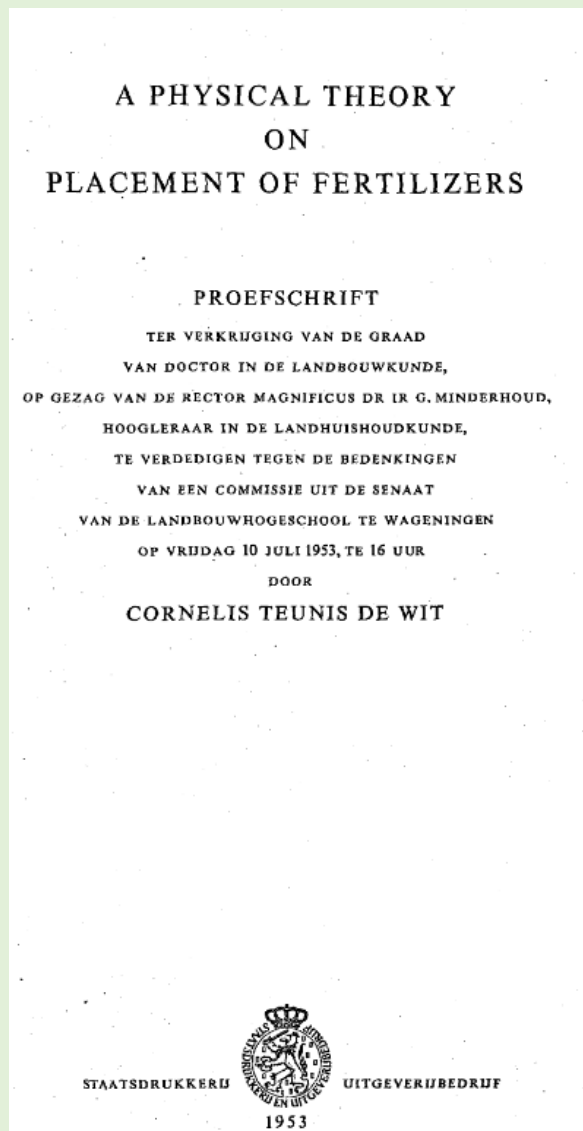 A PHYSICAL THEORY
ON
PLACEMENT OF FERTILIZERS
PROEFSCHRIFT
TER VERKRIJGING VAN DE GRAAD
VAN DOCTOR IN DE LANDBOUWKUNDE,
OP GEZAG VAN DE RECTOR MAGNIFICUS DR IR G. MINDERHOUD,
HOOGLERAAR IN DE LANDHUISHOUDKUNDE,
TE VERDEDIGEN TEGEN DE BEDENKINGEN
VAN EEN COMMISSIE UIT DE SENAAT
VAN DE LANDBOUWHOGESCHOOL TE WAGENINGEN
OP VRIJDAG 10 JULI 1953, TE 16 UUR
DOOR
CORNELIS TEUNIS DE WIT
STAATSDRUKKERIJ EN UITGEVERIJBEDRIJF
STAATSDRUKKERIJ UITGEVERIJBEDRIJF
1953